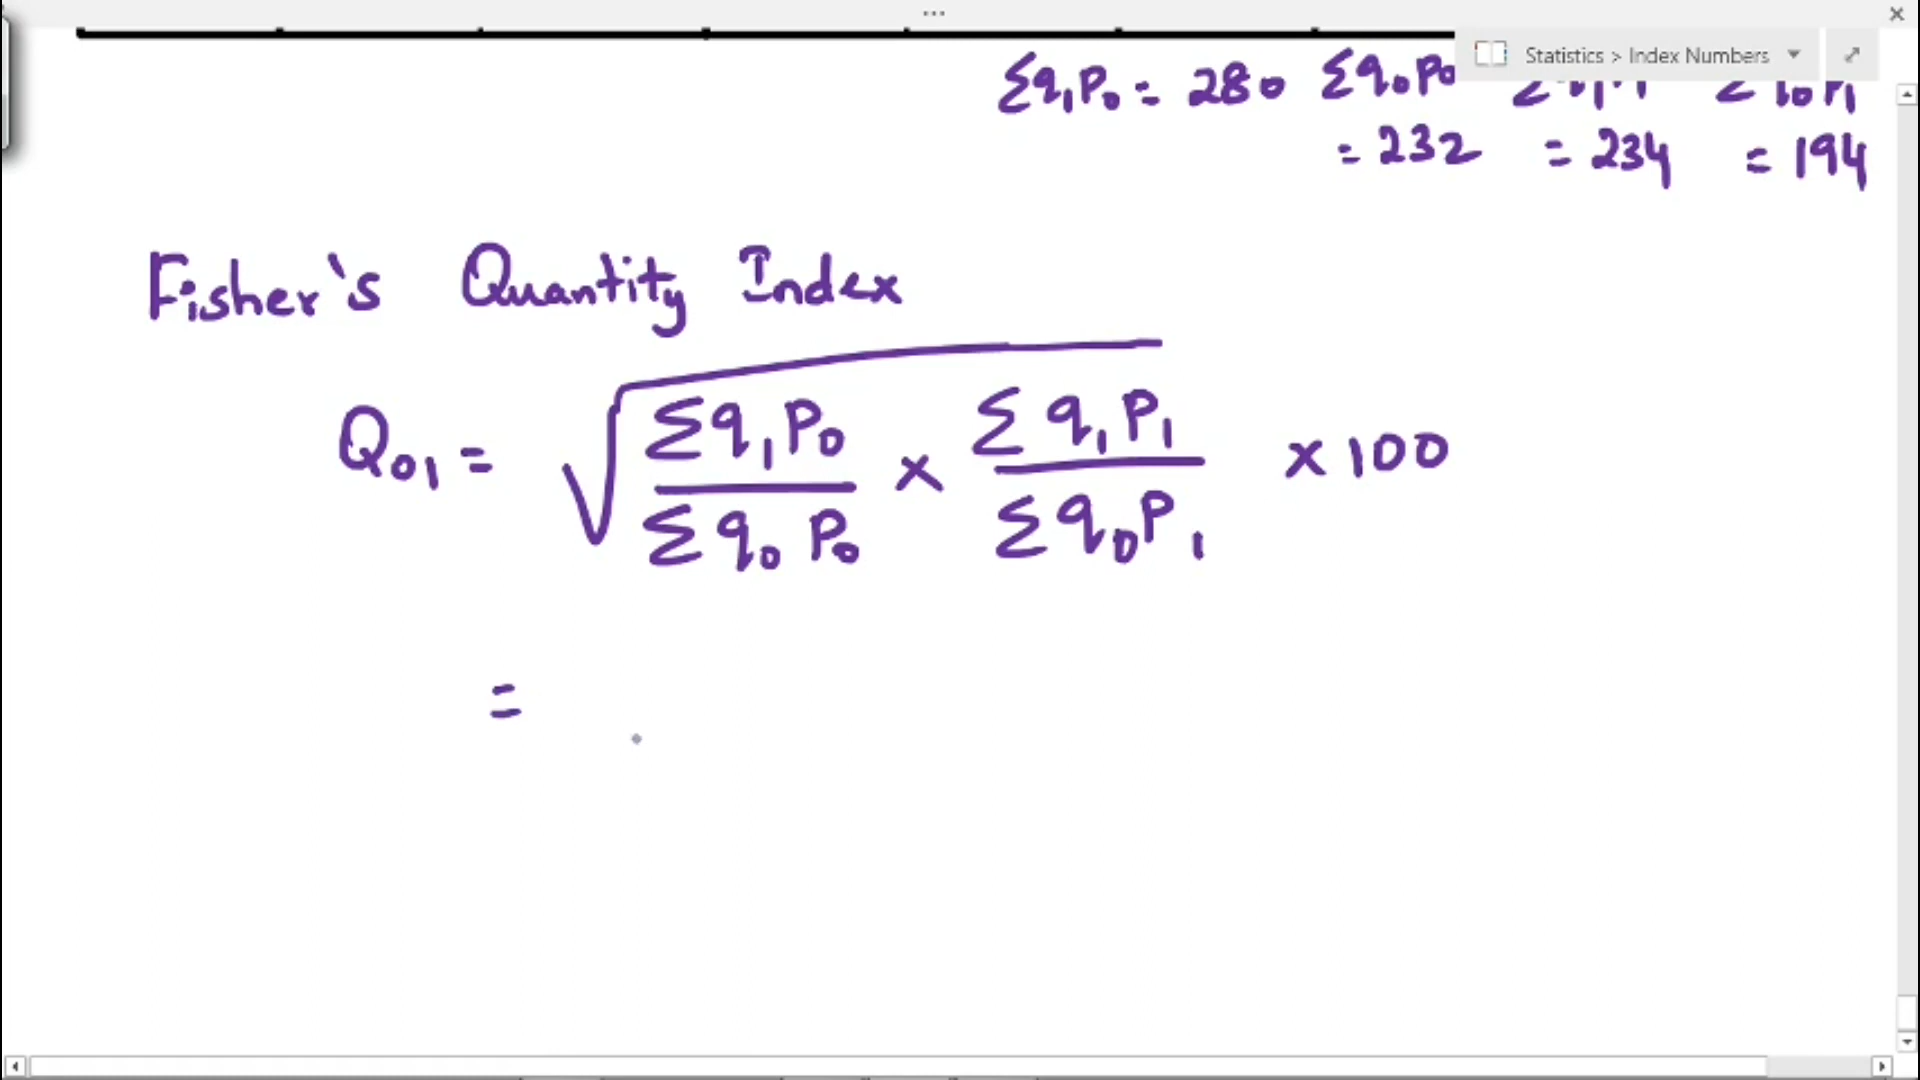 Statistics > Index Numbers
Σq₁P₀ = 280 Σq₀P₀
= 232 = 234 = 194
Fisher's Quantity Index
Q₀₁ = √ Σq₁P₀ / Σq₀P₀ × Σq₁P₁ / Σq₀P₁ × 100
=